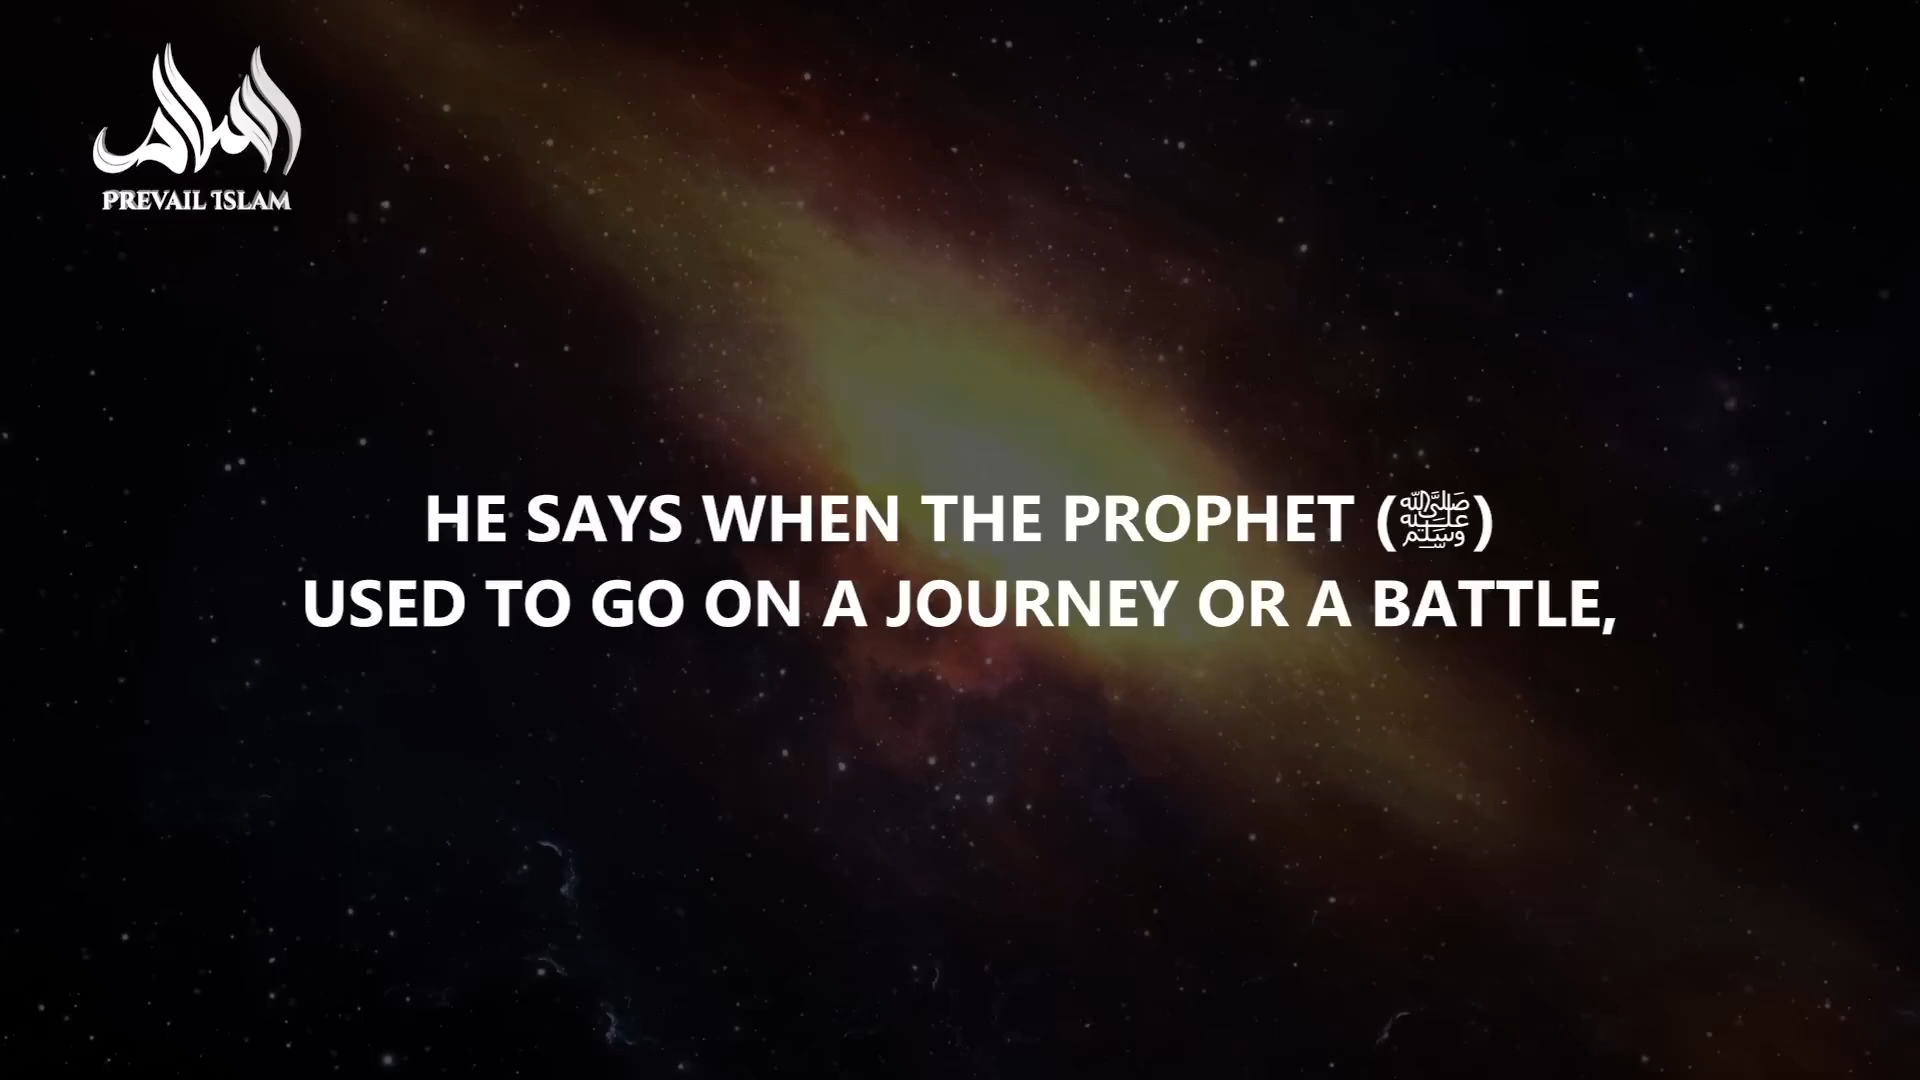 PREVAIL ISLAM
HE SAYS WHEN THE PROPHET (ﷺ)
USED TO GO ON A JOURNEY OR A BATTLE,